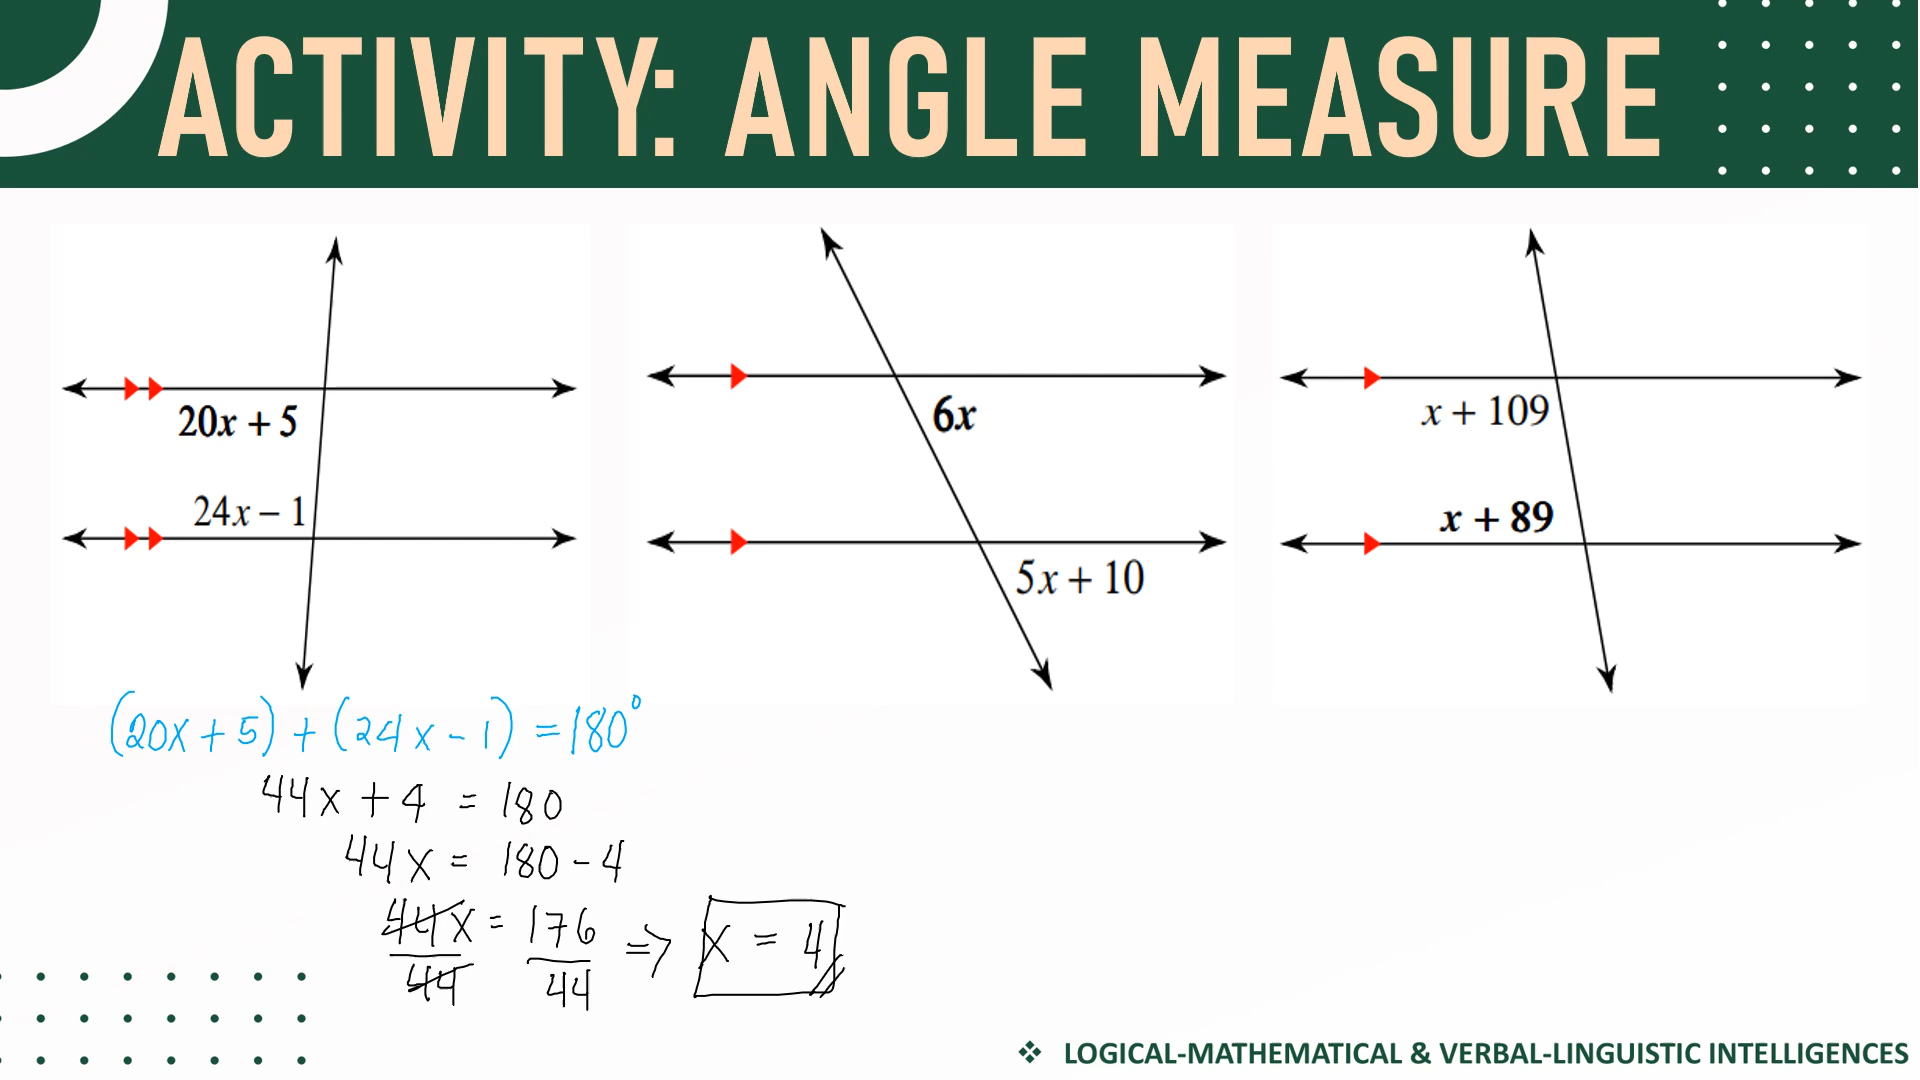 ACTIVITY: ANGLE MEASURE
20x + 5
24x – 1
6x
5x + 10
x + 109
x + 89
(20x + 5) + (24x - 1) = 180°
44x + 4 = 180
44x = 180 - 4
44x = 176 => x = 4
44 44
❖ LOGICAL-MATHEMATICAL & VERBAL-LINGUISTIC INTELLIGENCES